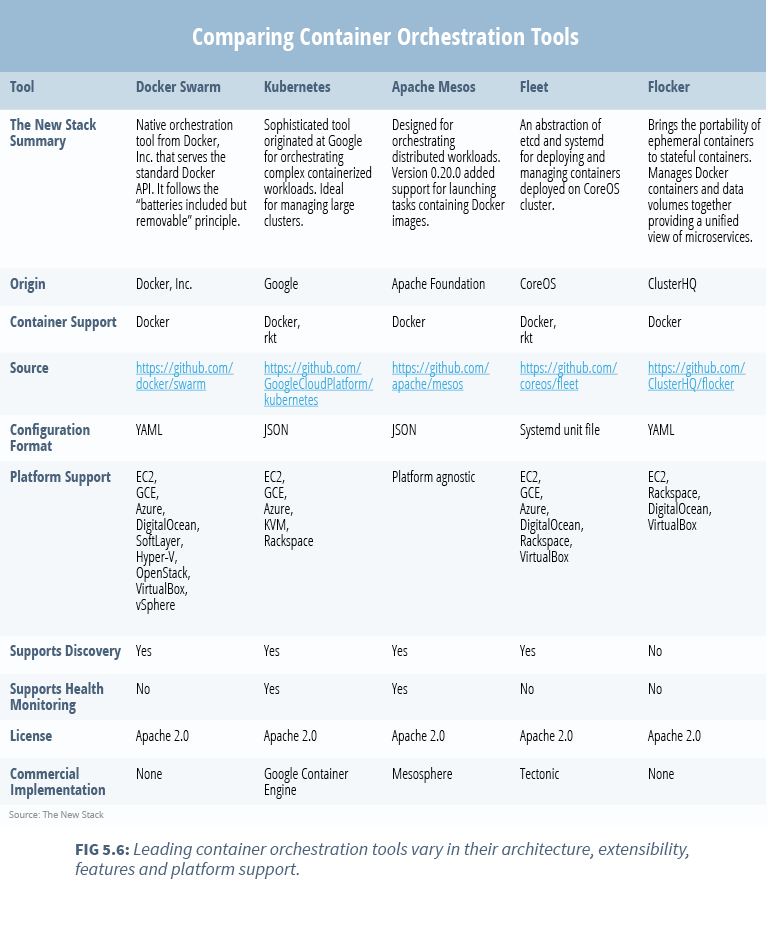 Comparing Container Orchestration Tools
Tool Docker Swarm Kubernetes Apache Mesos Fleet Flocker
The New Stack
Summary
Native orchestration
tool from Docker,
Inc. that serves the
standard Docker
API. It follows the
“batteries included but
removable” principle.
Sophisticated tool
originated at Google
for orchestrating
complex containerized
workloads. Ideal
for managing large
clusters.
Designed for
orchestrating
distributed workloads.
Version 0.20.0 added
support for launching
tasks containing Docker
images.
An abstraction of
etcd and systemd
for deploying and
managing containers
deployed on CoreOS
cluster.
Brings the portability of
ephemeral containers
to stateful containers.
Manages Docker
containers and data
volumes together
providing a unified
view of microservices.
Origin Docker, Inc. Google Apache Foundation CoreOS ClusterHQ
Container Support
Docker
Docker,
rkt
Docker
Docker,
rkt
Docker
Source
https://github.com/
docker/swarm
https://github.com/
GoogleCloudPlatform/
kubernetes
https://github.com/
apache/mesos
https://github.com/
coreos/fleet
https://github.com/
ClusterHQ/flocker
Configuration
Format
YAML
JSON
JSON
Systemd unit file
YAML
Platform Support
EC2,
GCE,
Azure,
DigitalOcean,
SoftLayer,
Hyper-V,
OpenStack,
VirtualBox,
vSphere
EC2,
GCE,
Azure,
KVM,
Rackspace
Platform agnostic
EC2,
GCE,
Azure,
DigitalOcean,
Rackspace,
VirtualBox
EC2,
Rackspace,
DigitalOcean,
VirtualBox
Supports Discovery Yes Yes Yes Yes No
Supports Health
Monitoring
No
Yes
Yes
No
No
License Apache 2.0 Apache 2.0 Apache 2.0 Apache 2.0 Apache 2.0
Commercial
Implementation
None
Google Container
Engine
Mesosphere
Tectonic
None
Source: The New Stack
FIG 5.6: Leading container orchestration tools vary in their architecture, extensibility,
features and platform support.